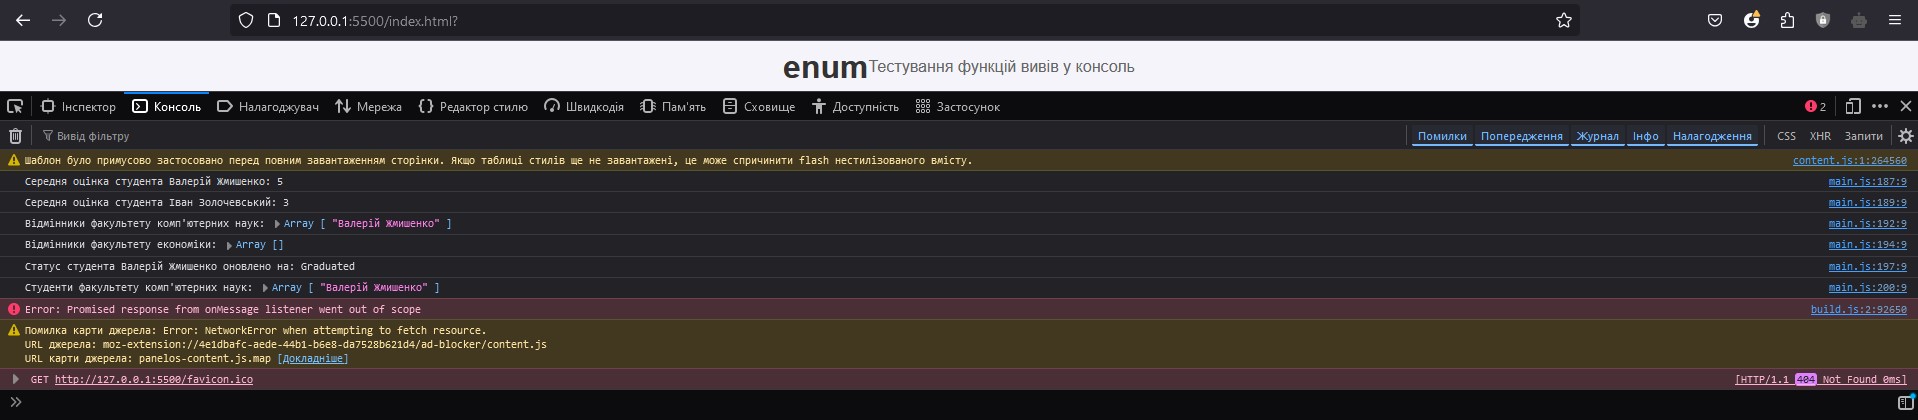 127.0.0.1:5500/index.html?
enum Тестування функцій вивів у консоль
Інспектор Консоль Налагоджувач Мережа Редактор стилю Швидкодія Пам'ять Сховище Доступність Застосунок 2
Вивід фільтру Помилки Попередження Журнал Інфо Налагодження CSS XHR Запити
Шаблон було примусово застосовано перед повним завантаженням сторінки. Якщо таблиці стилів ще не завантажені, це може спричинити flash нестилізованого вмісту. content.js:1:264560
Середня оцінка студента Валерій Жмишенко: 5 main.js:187:9
Середня оцінка студента Іван Золочевський: 3 main.js:189:9
Відмінники факультету комп'ютерних наук: Array [ "Валерій Жмишенко" ] main.js:192:9
Відмінники факультету економіки: Array [] main.js:194:9
Статус студента Валерій Жмишенко оновлено на: Graduated main.js:197:9
Студенти факультету комп'ютерних наук: Array [ "Валерій Жмишенко" ] main.js:200:9
Error: Promised response from onMessage listener went out of scope build.js:2:92650
Помилка карти джерела: Error: NetworkError when attempting to fetch resource.
URL джерела: moz-extension://4e1dbafc-aede-44b1-b6e8-da7528b621d4/ad-blocker/content.js
URL карти джерела: panelos-content.js.map [Докладніше]
GET http://127.0.0.1:5500/favicon.ico [HTTP/1.1 404 Not Found 0ms]